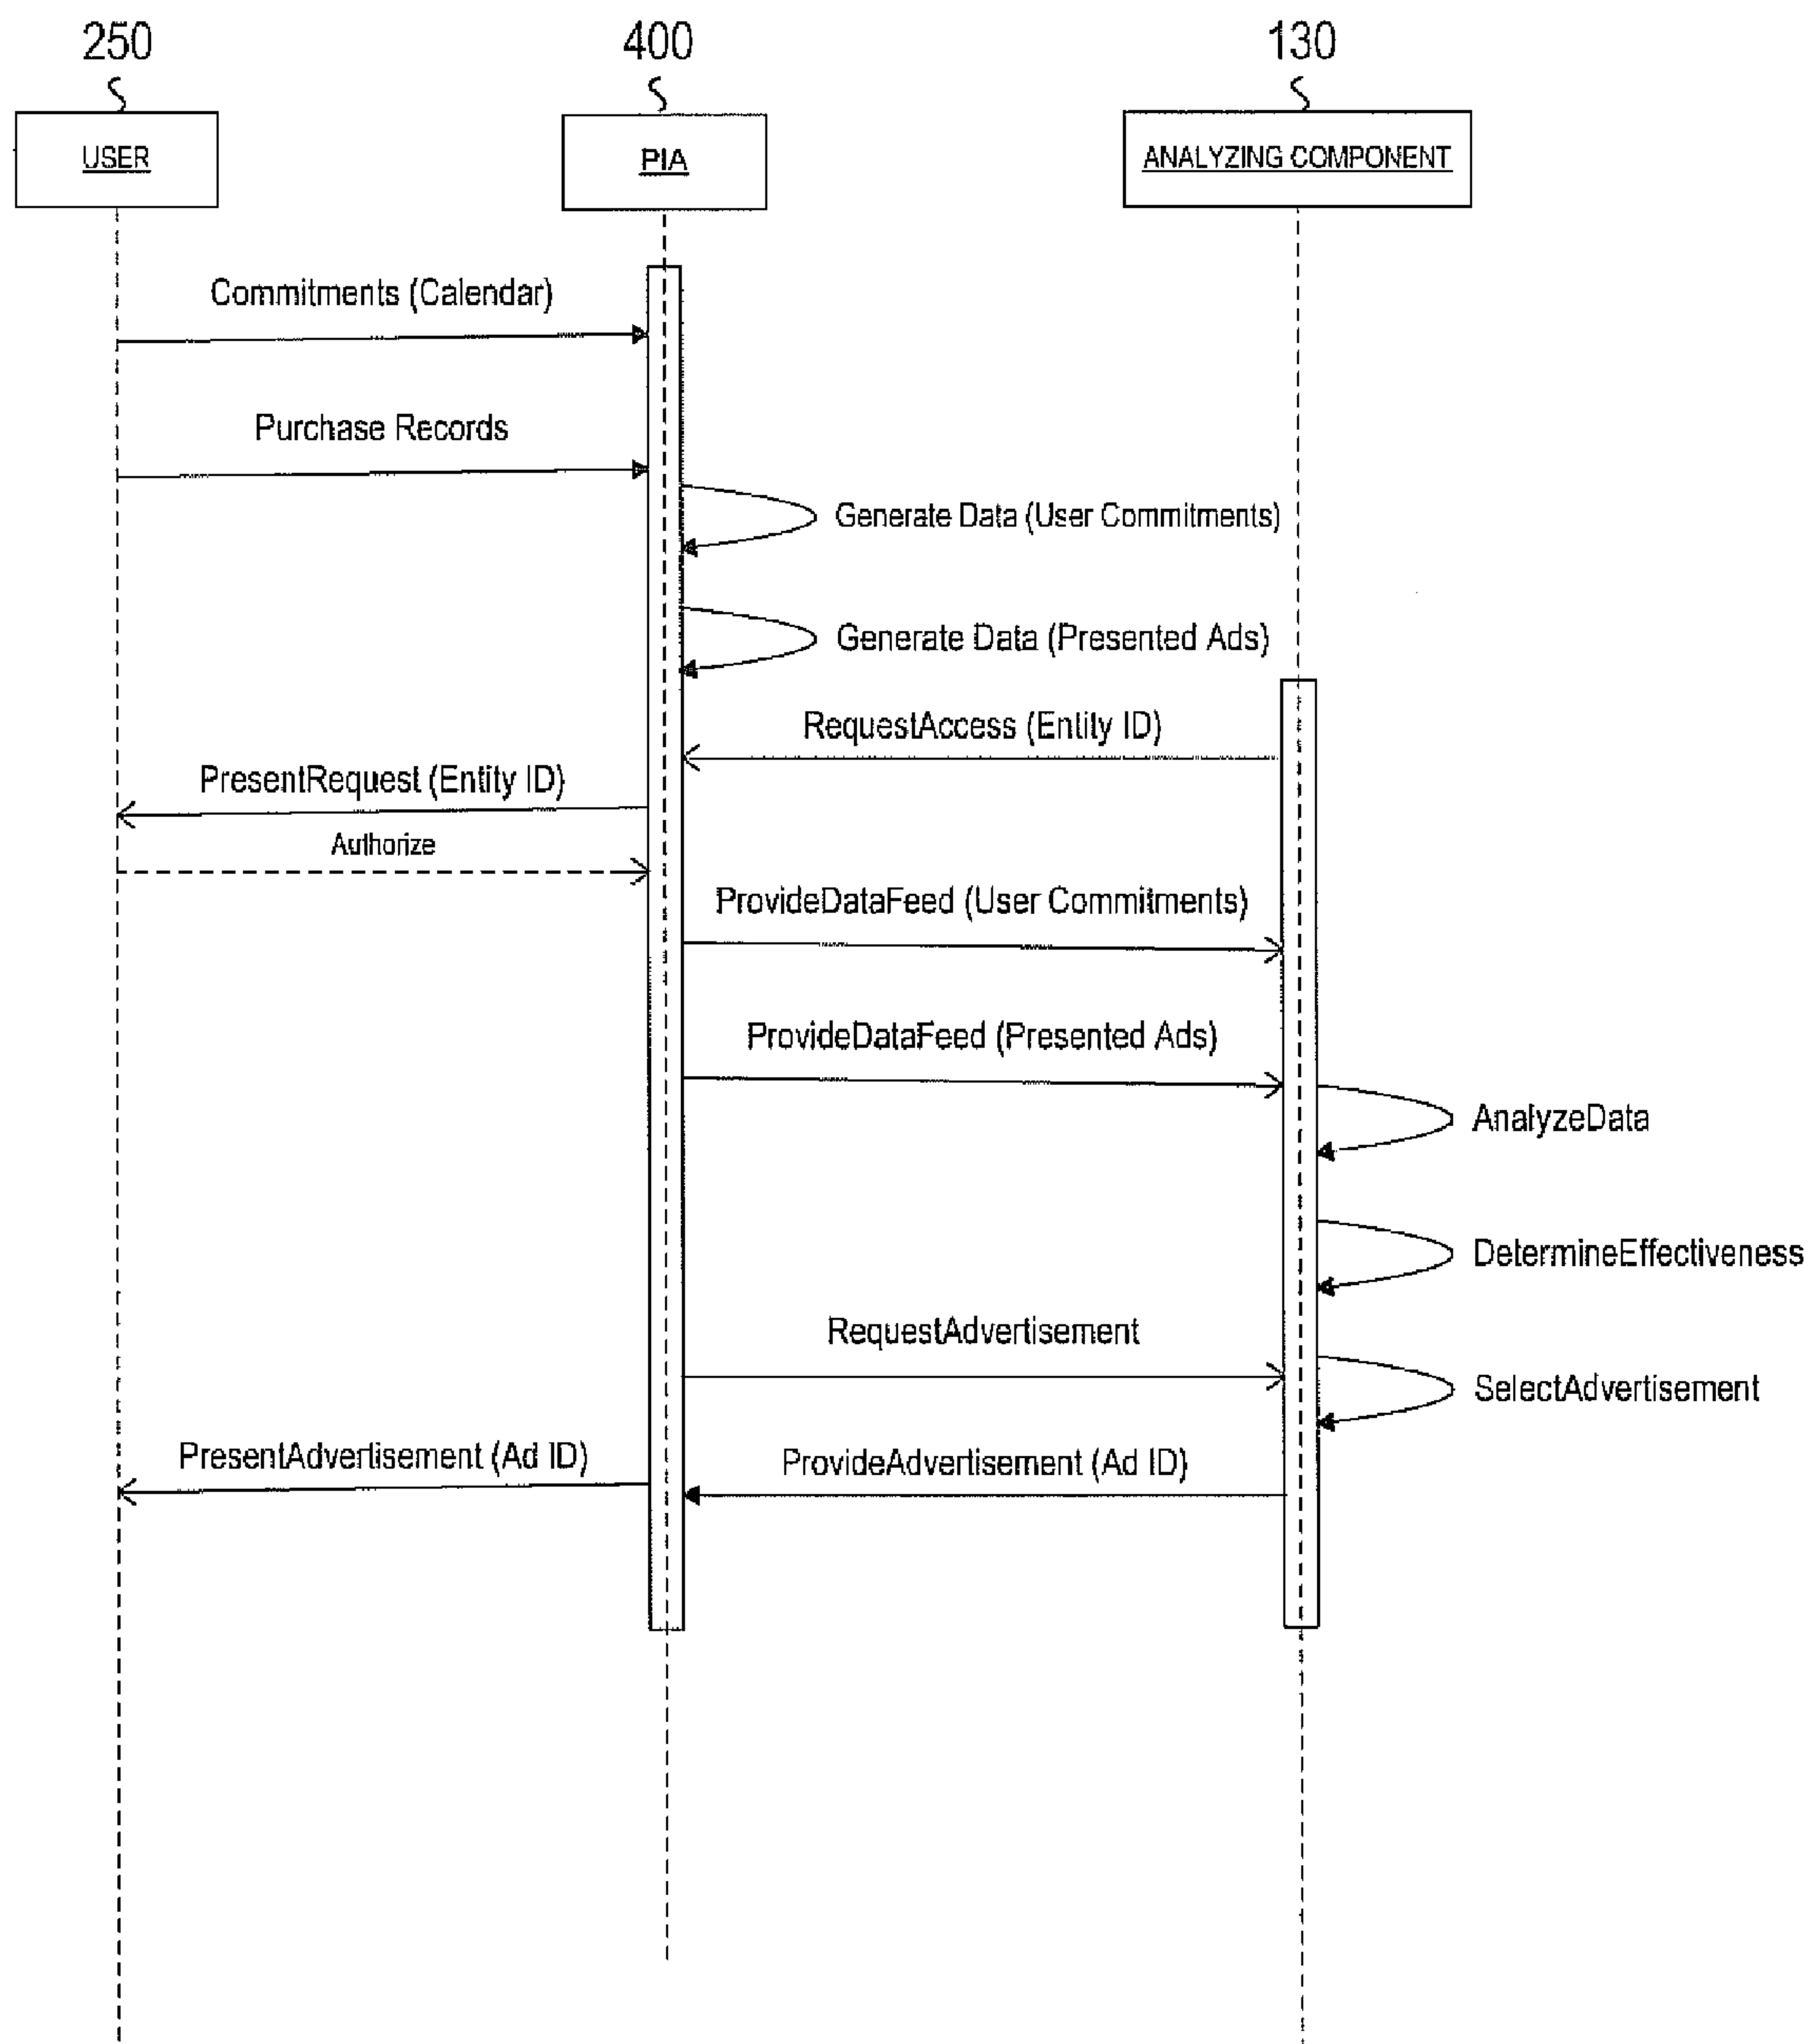 250
400
130
USER
PIA
ANALYZING COMPONENT
Commitments (Calendar)
Purchase Records
Generate Data (User Commitments)
Generate Data (Presented Ads)
RequestAccess (Entity ID)
PresentRequest (Entity ID)
Authorize
ProvideDataFeed (User Commitments)
ProvideDataFeed (Presented Ads)
AnalyzeData
DetermineEffectiveness
RequestAdvertisement
SelectAdvertisement
PresentAdvertisement (Ad ID)
ProvideAdvertisement (Ad ID)